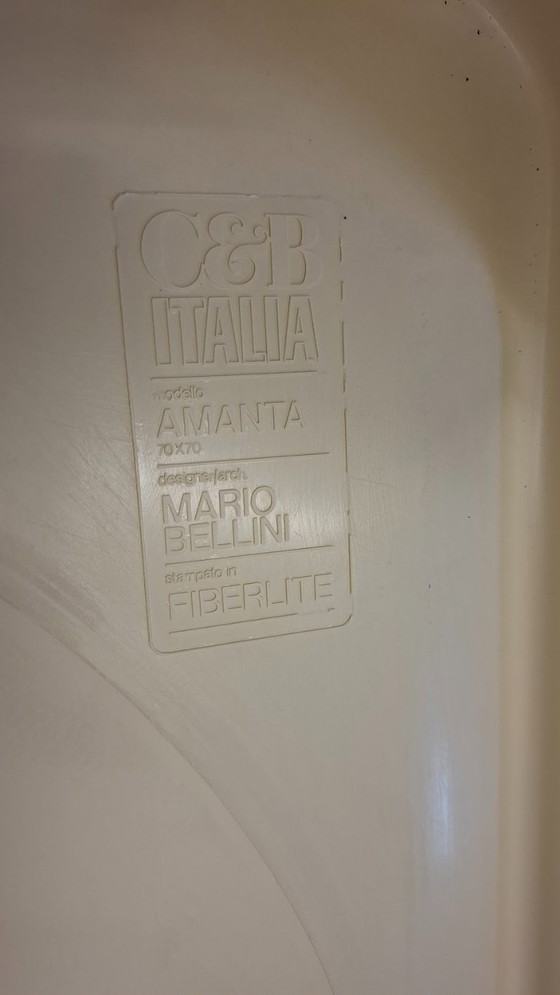 C&B
ITALIA
modello
AMANTA
70X70
designer/arch.
MARIO
BELLINI
stampato in
FIBERLITE